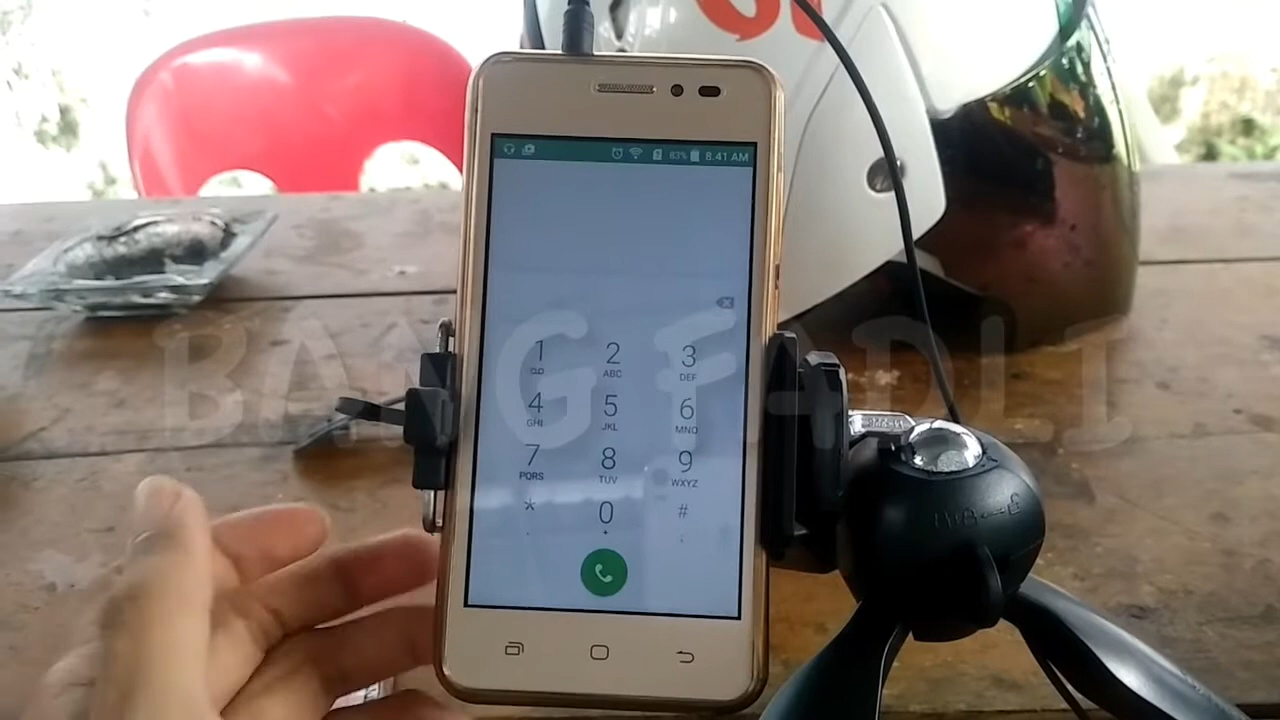 83% 8.41 AM
BANG FADLI
1 2 3
ABC DEF
4 5 6
GHI JKL MNO
7 8 9
PQRS TUV WXYZ
* 0 #
+